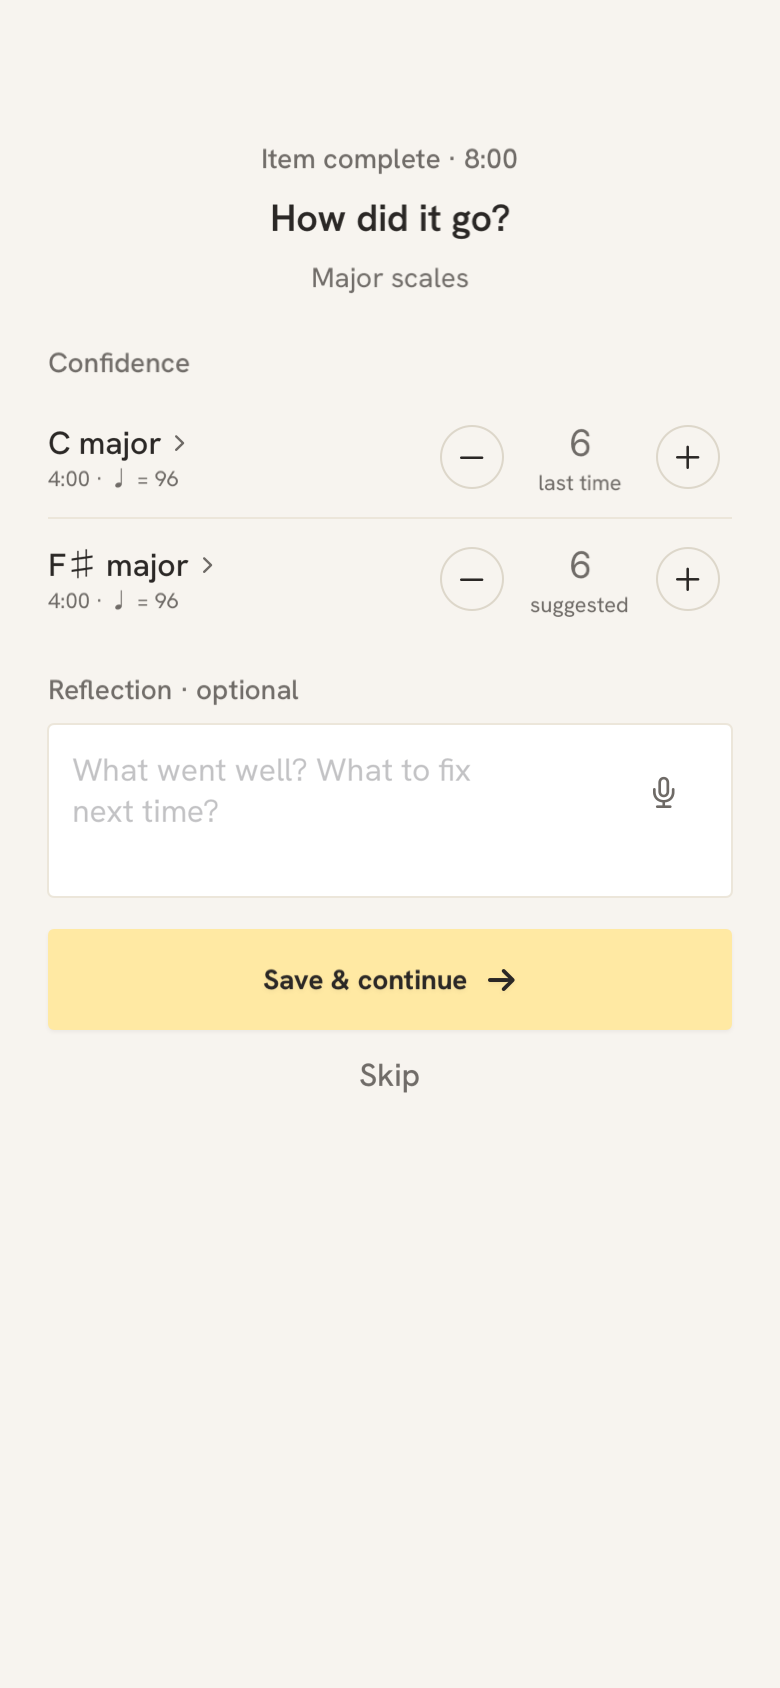 Item complete · 8:00
How did it go?
Major scales
Confidence
C major
4:00 · ♩ = 96
6
last time
F♯ major
4:00 · ♩ = 96
6
suggested
Reflection · optional
What went well? What to fix
next time?
Save & continue →
Skip